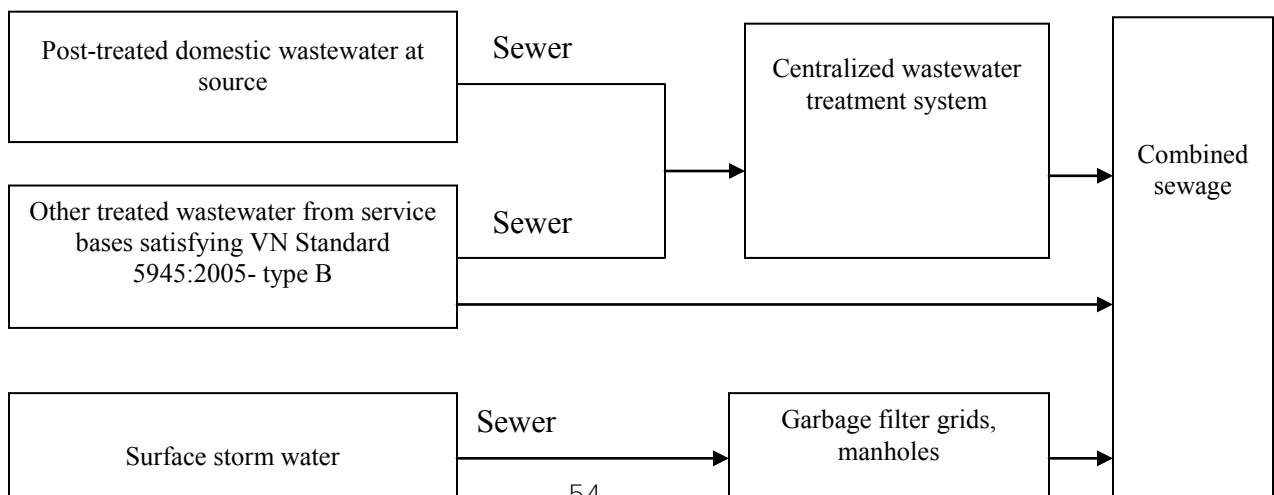 Post-treated domestic wastewater at
source
Sewer
Centralized wastewater
treatment system
Combined
sewage
Other treated wastewater from service
bases satisfying VN Standard
5945:2005- type B
Sewer
Surface storm water
Sewer
Garbage filter grids,
manholes
54